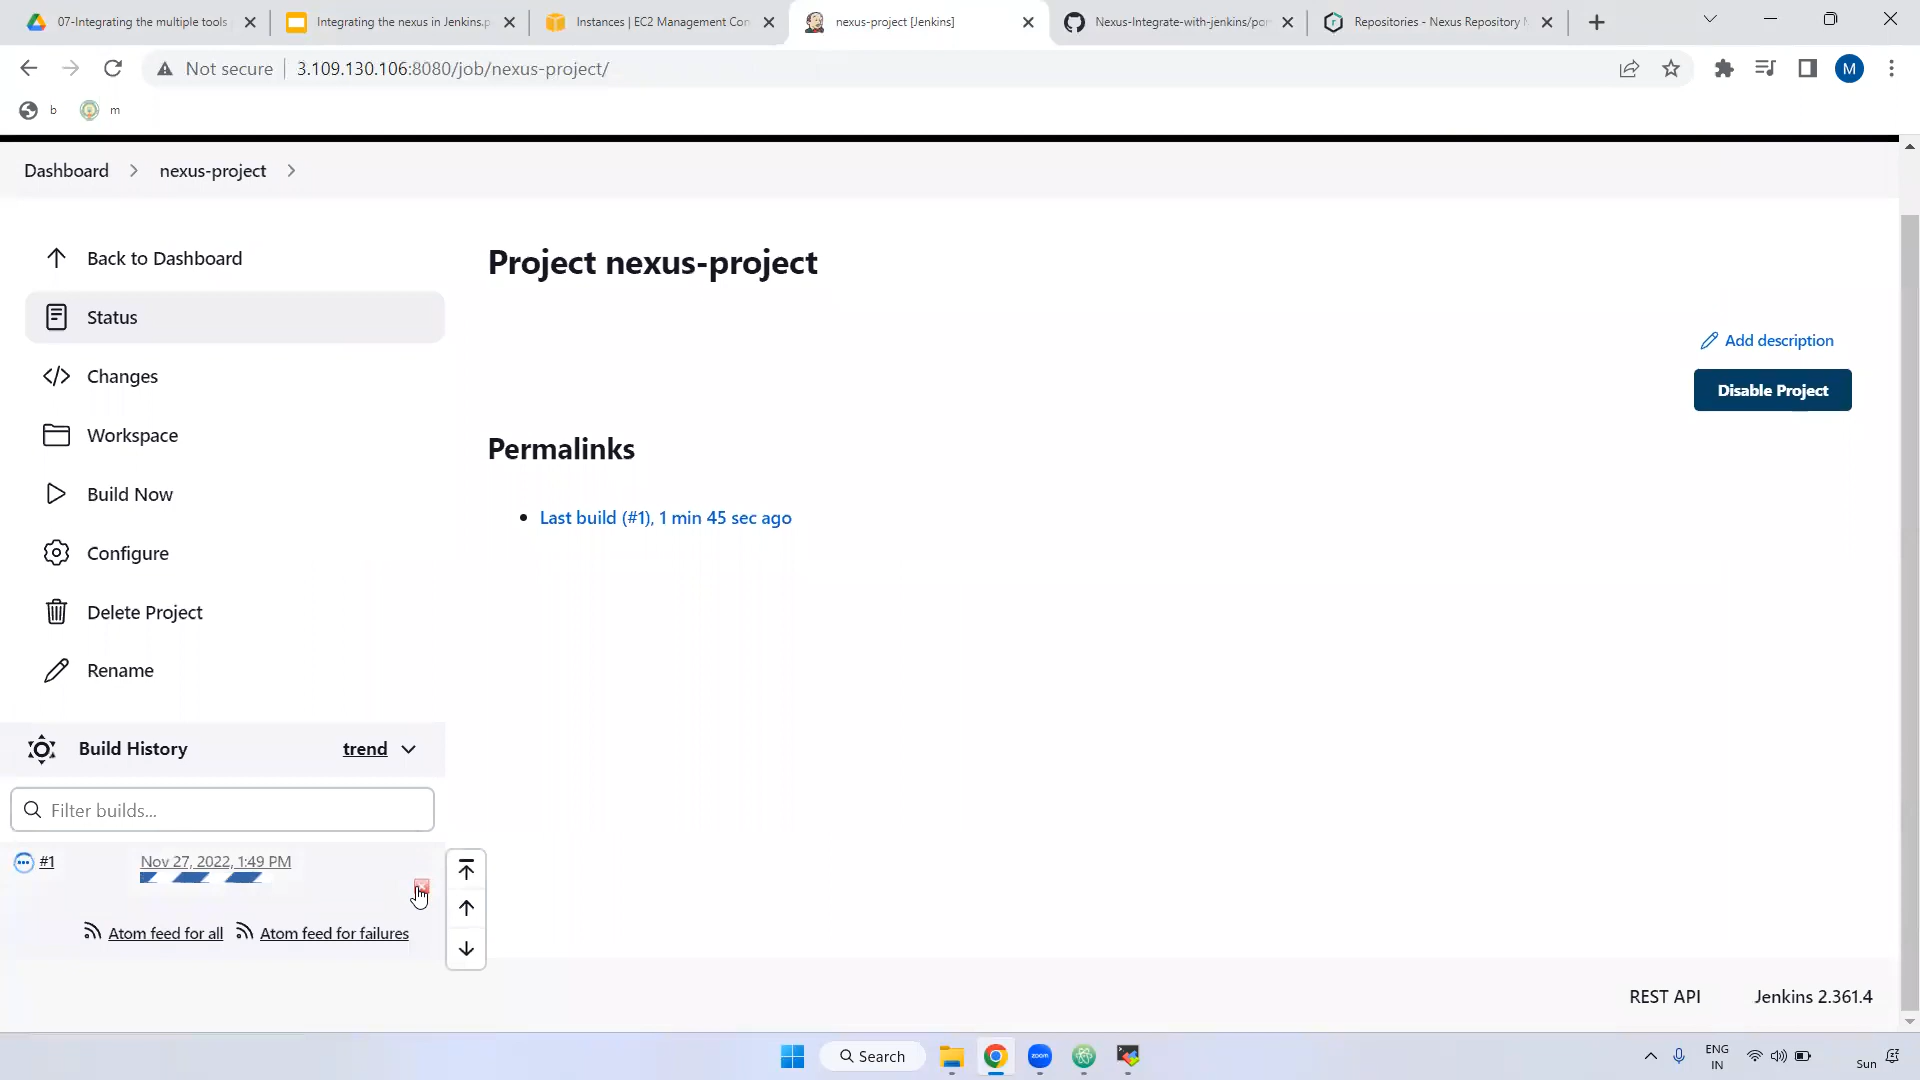 07-Integrating the multiple tools
Integrating the nexus in Jenkins.p
Instances | EC2 Management Con
nexus-project [Jenkins]
Nexus-Integrate-with-jenkins/pom
Repositories - Nexus Repository M
Not secure
3.109.130.106:8080/job/nexus-project/
M
b
m
Dashboard
nexus-project
Back to Dashboard
Status
Changes
Workspace
Build Now
Configure
Delete Project
Rename
Project nexus-project
Add description
Disable Project
Permalinks
Last build (#1), 1 min 45 sec ago
Build History
trend
Filter builds...
#1
Nov 27, 2022, 1:49 PM
Atom feed for all
Atom feed for failures
REST API
Jenkins 2.361.4
Search
zoom
ENG
IN
Sun